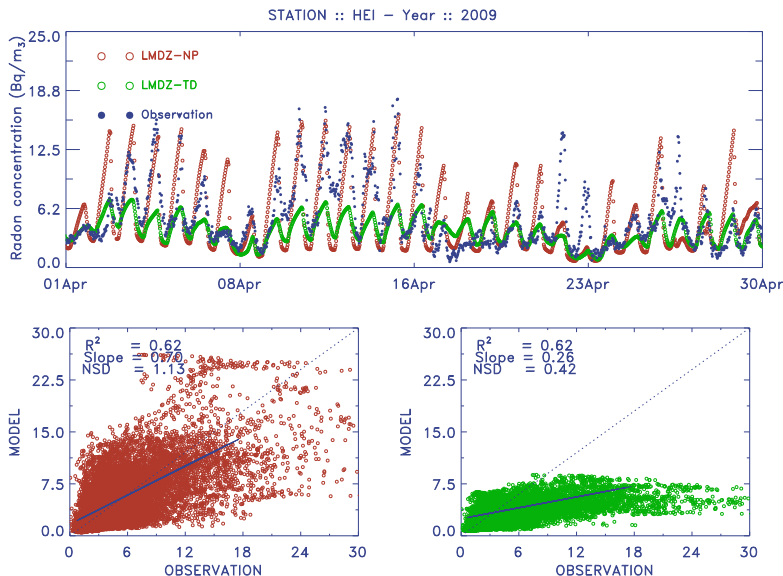 STATION :: HEI – Year :: 2009
Radon concentration (Bq/m3)
25.0
18.8
12.5
6.2
0.0
LMDZ–NP
LMDZ–TD
Observation
01Apr 08Apr 16Apr 23Apr 30Apr
MODEL
30.0
22.5
15.0
7.5
0.0
R² = 0.62
Slope = 0.70
NSD = 1.13
0 6 12 18 24 30
OBSERVATION
MODEL
30.0
22.5
15.0
7.5
0.0
R² = 0.62
Slope = 0.26
NSD = 0.42
0 6 12 18 24 30
OBSERVATION